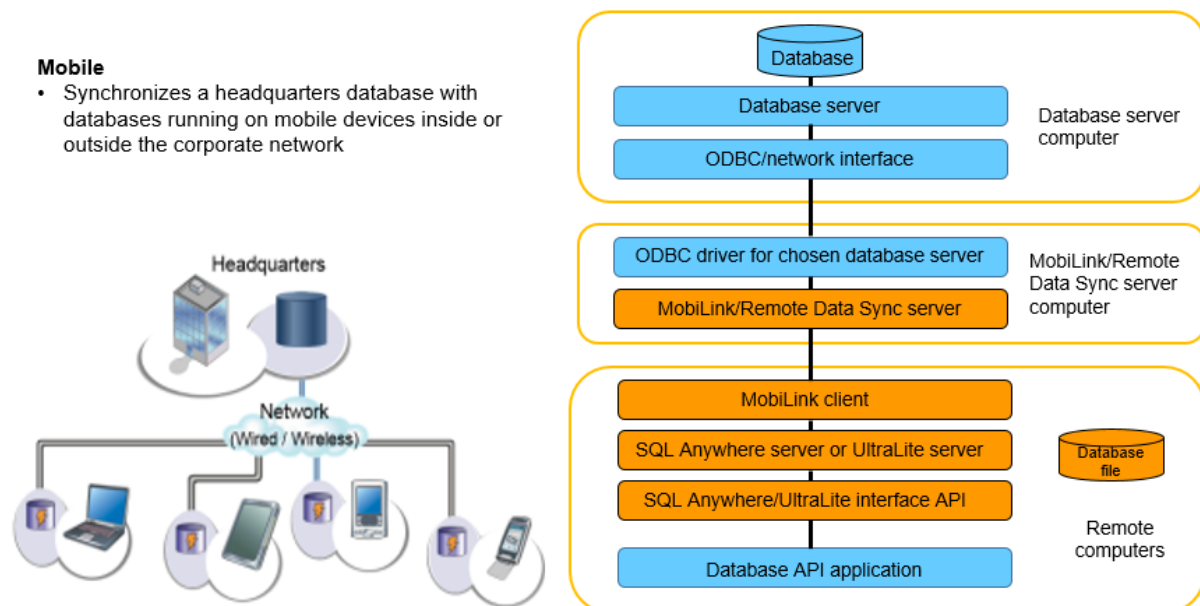 Mobile
• Synchronizes a headquarters database with
databases running on mobile devices inside or
outside the corporate network
Headquarters
Network
(Wired / Wireless)
Database
Database server
ODBC/network interface
Database server
computer
ODBC driver for chosen database server
MobiLink/Remote Data Sync server
MobiLink/Remote
Data Sync server
computer
MobiLink client
SQL Anywhere server or UltraLite server
SQL Anywhere/UltraLite interface API
Database API application
Database
file
Remote
computers